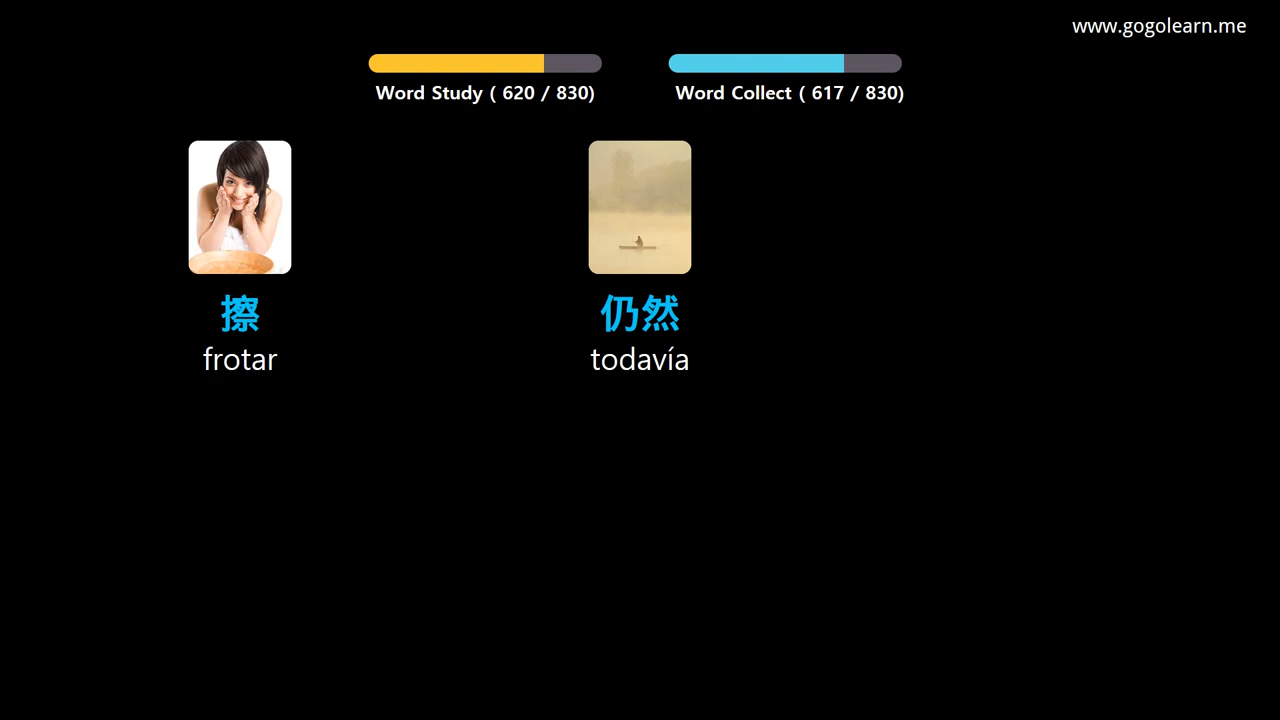 www.gogolearn.me
Word Study ( 620 / 830)
Word Collect ( 617 / 830)
擦
frotar
仍然
todavía